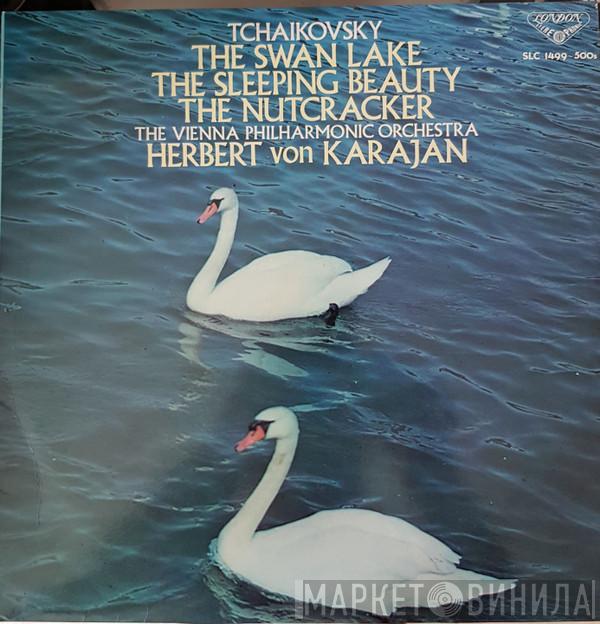 TCHAIKOVSKY
THE SWAN LAKE
THE SLEEPING BEAUTY
THE NUTCRACKER
THE VIENNA PHILHARMONIC ORCHESTRA
HERBERT von KARAJAN
LONDON
SLC 1499-500s
МАРКЕТ ВИНИЛА